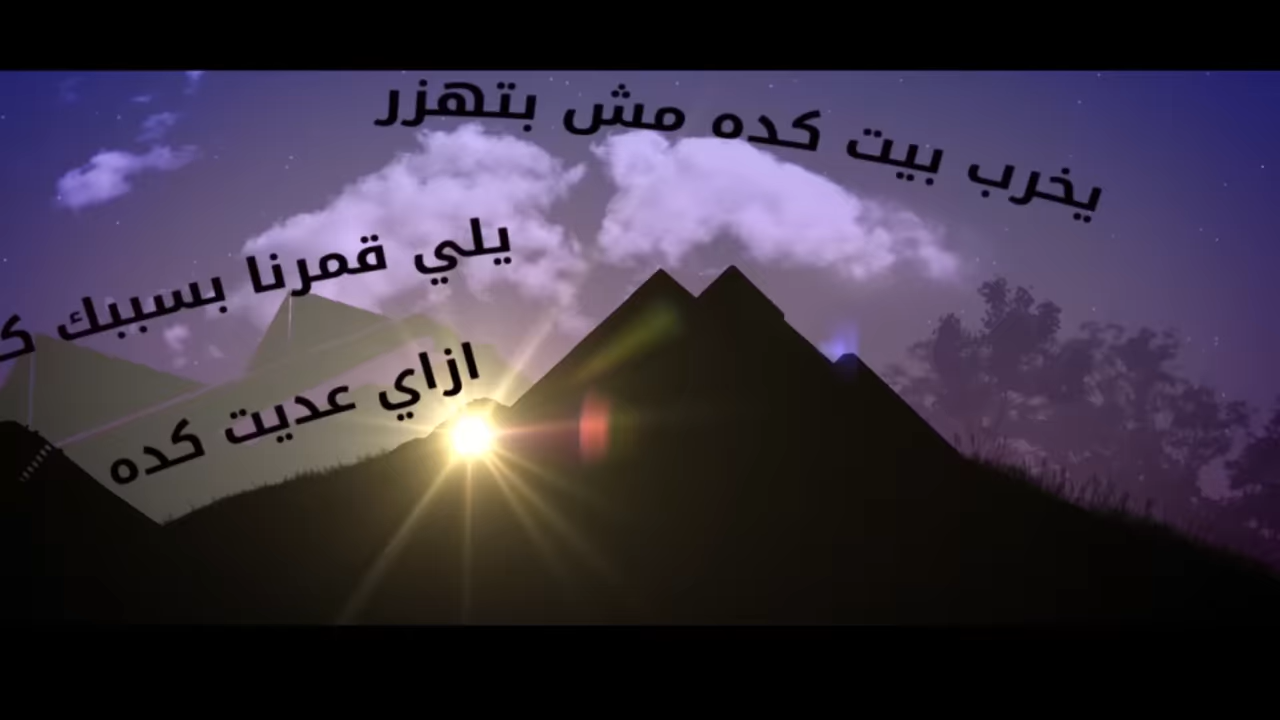 يخرب بيت كده مش بتهزر
يلي قمرنا بسببك
ازاي عديت كده